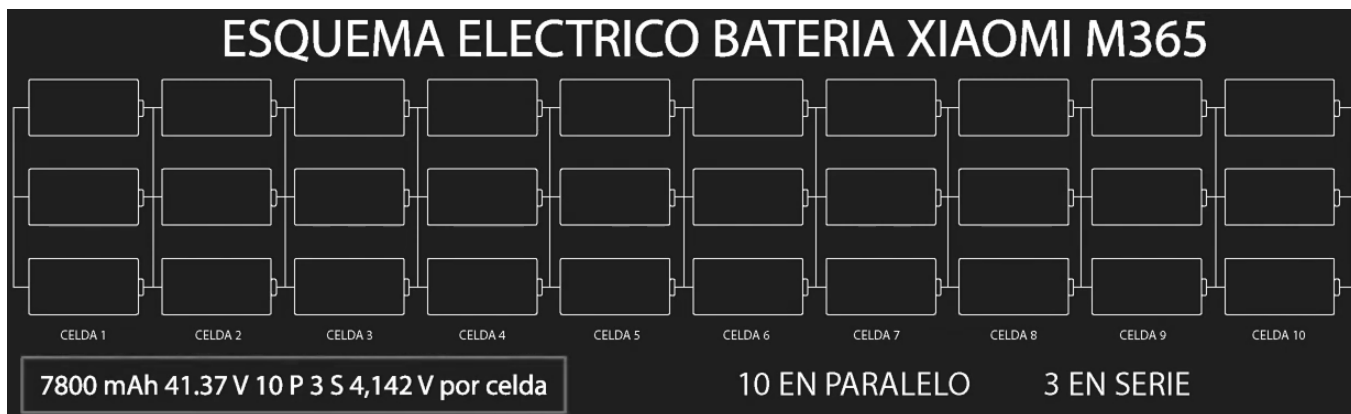 ESQUEMA ELECTRICO BATERIA XIAOMI M365
CELDA 1 CELDA 2 CELDA 3 CELDA 4 CELDA 5 CELDA 6 CELDA 7 CELDA 8 CELDA 9 CELDA 10
7800 mAh 41.37 V 10 P 3 S 4,142 V por celda 10 EN PARALELO 3 EN SERIE